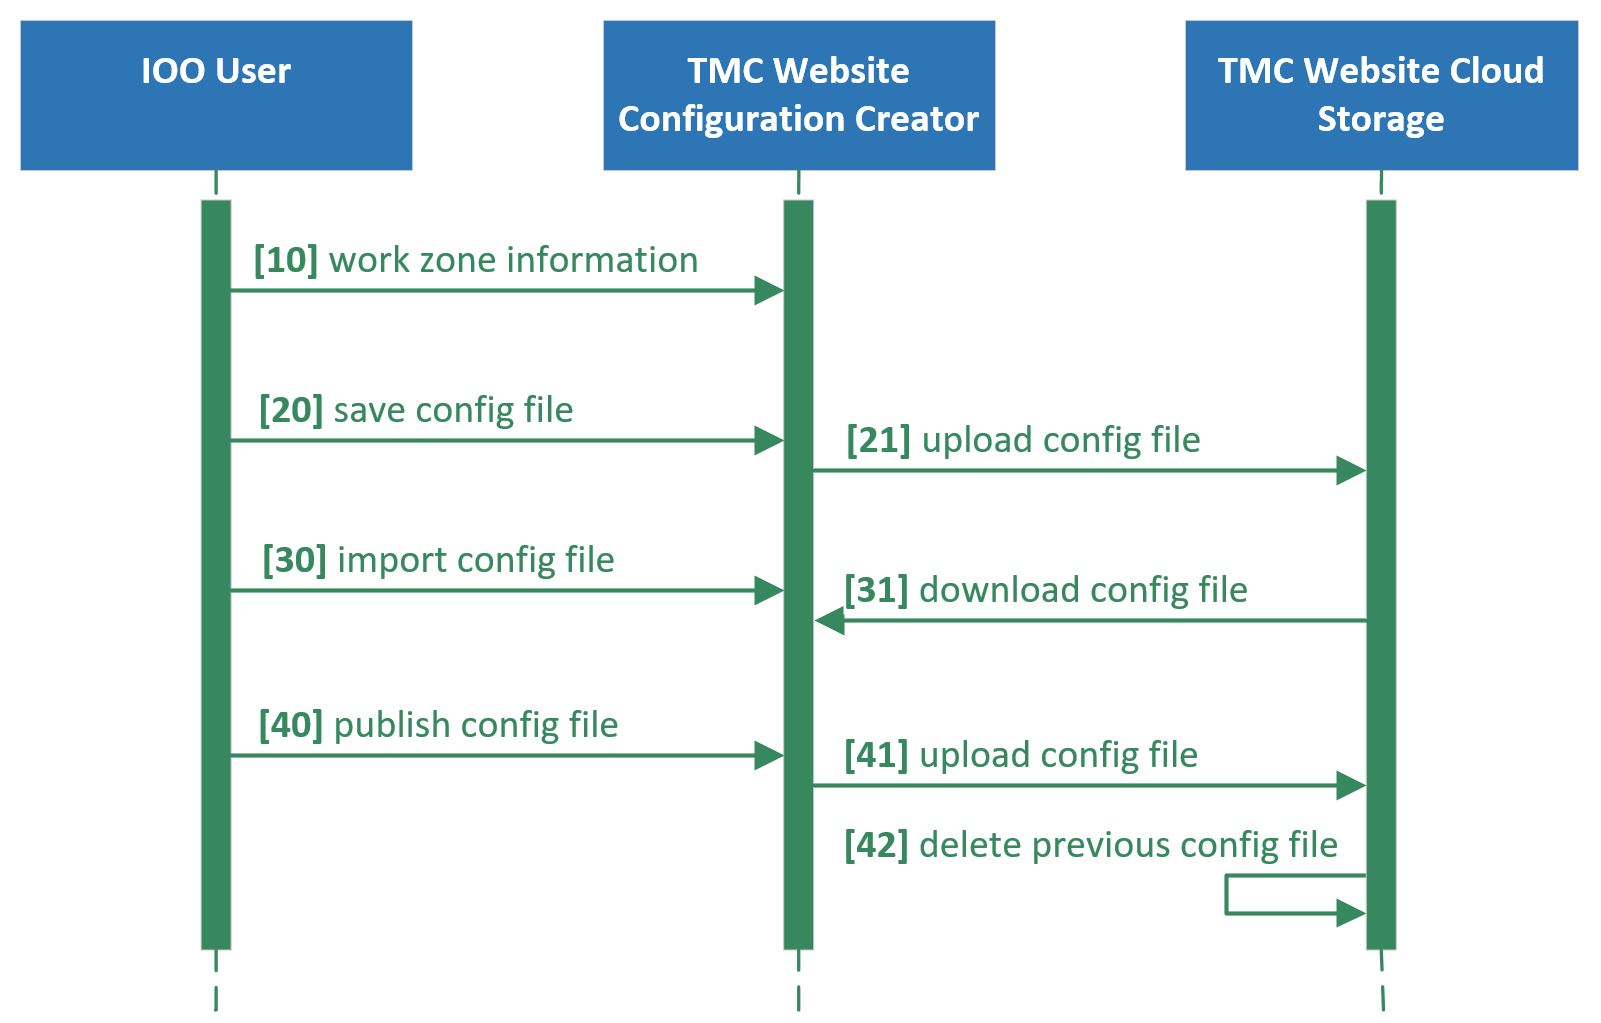 IOO User
TMC Website
Configuration Creator
TMC Website Cloud
Storage
[10] work zone information
[20] save config file
[21] upload config file
[30] import config file
[31] download config file
[40] publish config file
[41] upload config file
[42] delete previous config file